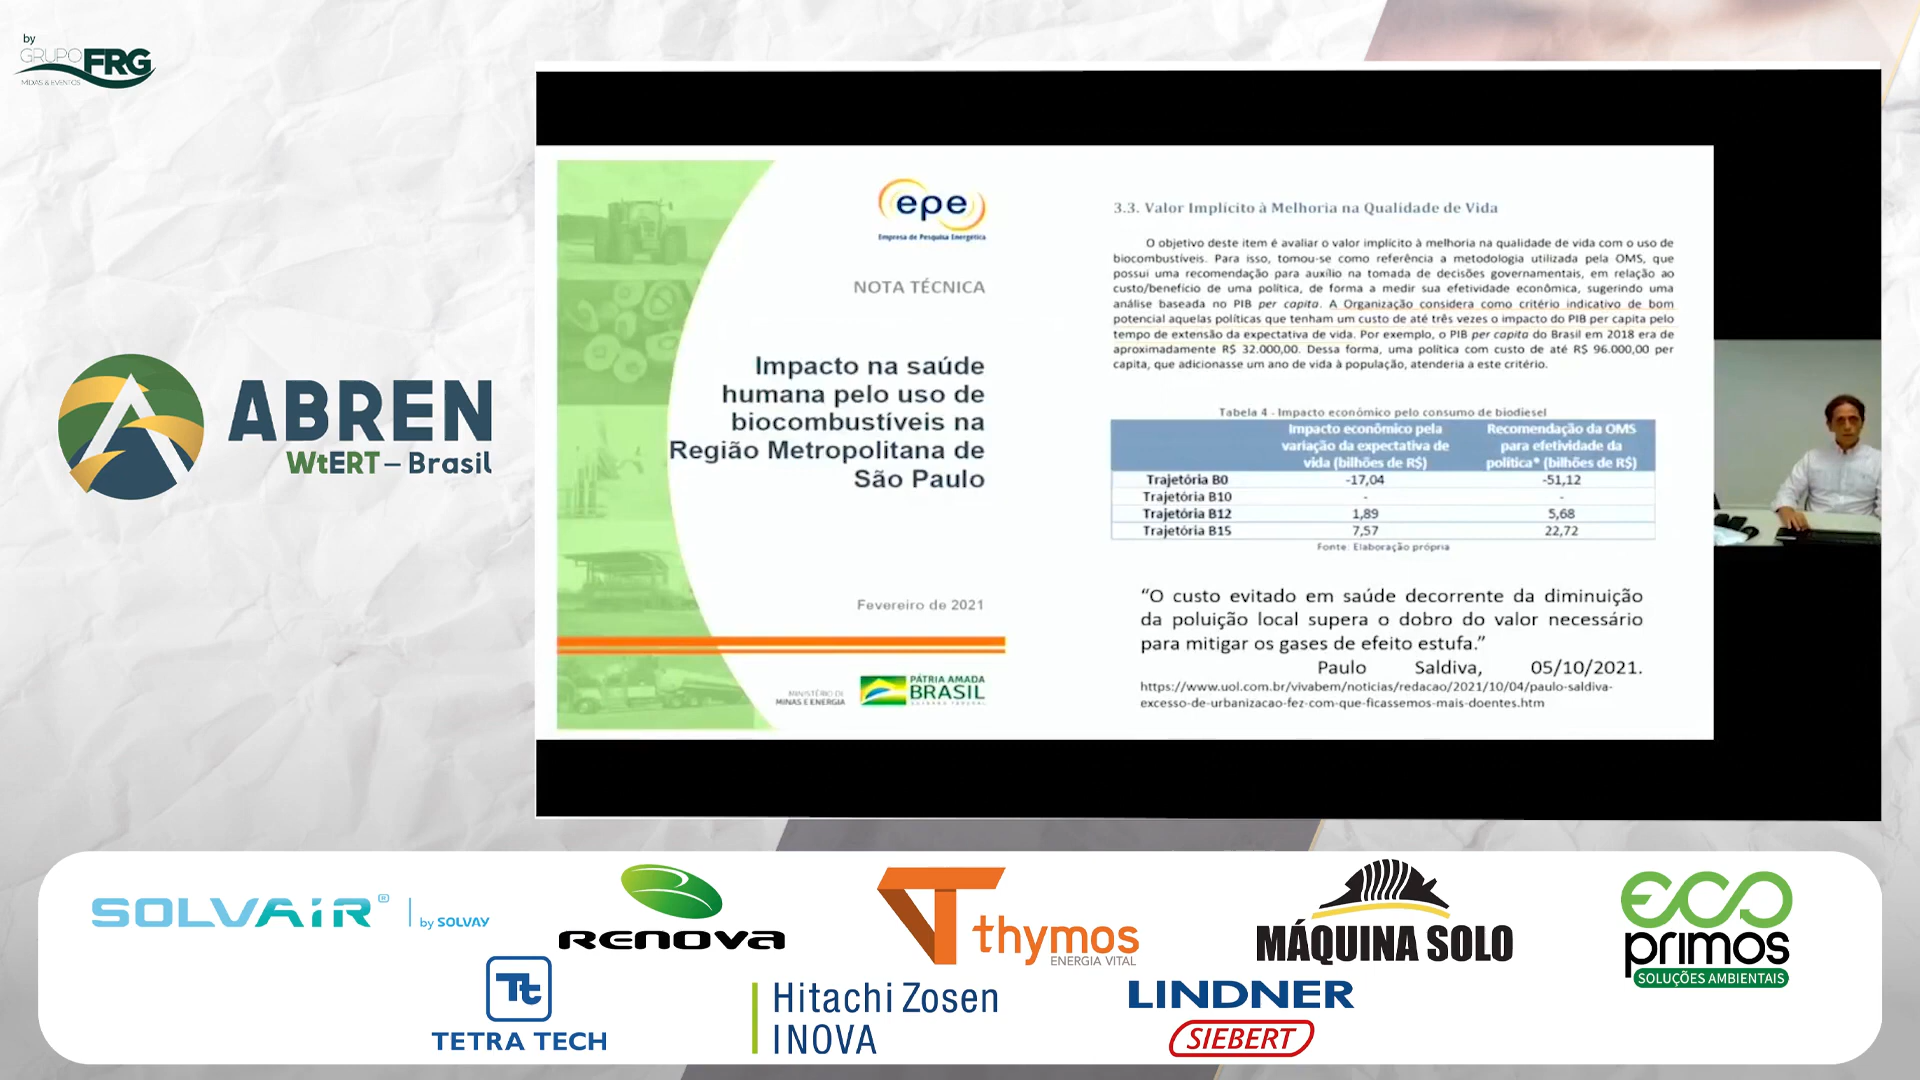 by
GRUPO FRG
MÍDIAS & EVENTOS
ABREN
WtERT – Brasil
epe
Empresa de Pesquisa Energética
NOTA TÉCNICA
Impacto na saúde
humana pelo uso de
biocombustíveis na
Região Metropolitana de
São Paulo
Fevereiro de 2021
MINISTÉRIO DE
MINAS E ENERGIA
PÁTRIA AMADA
BRASIL
GOVERNO FEDERAL
3.3. Valor Implícito à Melhoria na Qualidade de Vida
O objetivo deste item é avaliar o valor implícito à melhoria na qualidade de vida com o uso de
biocombustíveis. Para isso, tomou-se como referência a metodologia utilizada pela OMS, que
possui uma recomendação para auxílio na tomada de decisões governamentais, em relação ao
custo/benefício de uma política, de forma a medir sua efetividade econômica, sugerindo uma
análise baseada no PIB per capita. A Organização considera como critério indicativo de bom
potencial aquelas políticas que tenham um custo de até três vezes o impacto do PIB per capita pelo
tempo de extensão da expectativa de vida. Por exemplo, o PIB per capita do Brasil em 2018 era de
aproximadamente R$ 32.000,00. Dessa forma, uma política com custo de até R$ 96.000,00 per
capita, que adicionasse um ano de vida à população, atenderia a este critério.
Tabela 4 - Impacto econômico pelo consumo de biodiesel
Impacto econômico pela variação da expectativa de vida (bilhões de R$)
Recomendação da OMS para efetividade da política* (bilhões de R$)
Trajetória B0 -17,04 -51,12
Trajetória B10 - -
Trajetória B12 1,89 5,68
Trajetória B15 7,57 22,72
Fonte: Elaboração própria
“O custo evitado em saúde decorrente da diminuição
da poluição local supera o dobro do valor necessário
para mitigar os gases de efeito estufa.”
Paulo Saldiva, 05/10/2021.
https://www.uol.com.br/vivabem/noticias/redacao/2021/10/04/paulo-saldiva-
excesso-de-urbanizacao-fez-com-que-ficassemos-mais-doentes.htm
SOLVAIR® | by SOLVAY
RENOVA
thymos
ENERGIA VITAL
MÁQUINA SOLO
ECO
primos
SOLUÇÕES AMBIENTAIS
Tt
TETRA TECH
Hitachi Zosen
INOVA
LINDNER
SIEBERT